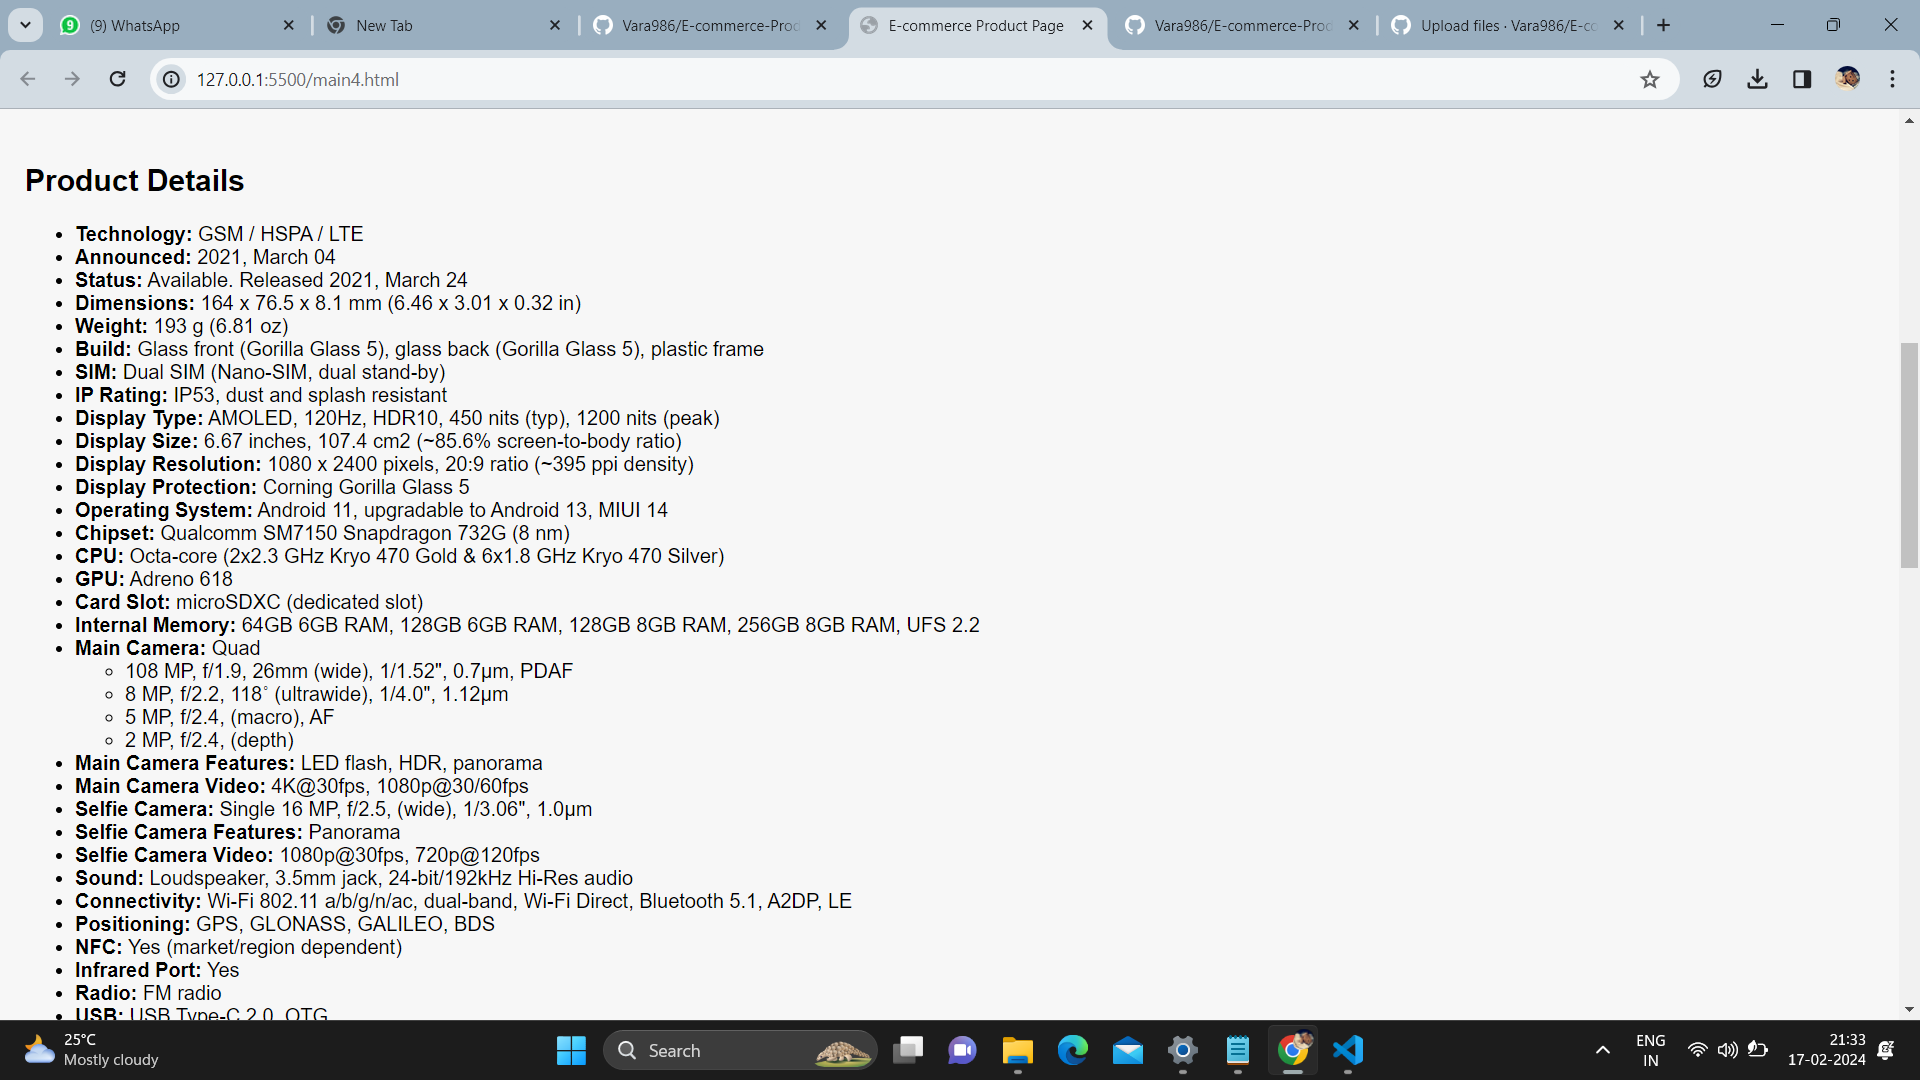 (9) WhatsApp
New Tab
Vara986/E-commerce-Prod
E-commerce Product Page
Vara986/E-commerce-Prod
Upload files · Vara986/E-co
127.0.0.1:5500/main4.html
Product Details
Technology: GSM / HSPA / LTE
Announced: 2021, March 04
Status: Available. Released 2021, March 24
Dimensions: 164 x 76.5 x 8.1 mm (6.46 x 3.01 x 0.32 in)
Weight: 193 g (6.81 oz)
Build: Glass front (Gorilla Glass 5), glass back (Gorilla Glass 5), plastic frame
SIM: Dual SIM (Nano-SIM, dual stand-by)
IP Rating: IP53, dust and splash resistant
Display Type: AMOLED, 120Hz, HDR10, 450 nits (typ), 1200 nits (peak)
Display Size: 6.67 inches, 107.4 cm2 (~85.6% screen-to-body ratio)
Display Resolution: 1080 x 2400 pixels, 20:9 ratio (~395 ppi density)
Display Protection: Corning Gorilla Glass 5
Operating System: Android 11, upgradable to Android 13, MIUI 14
Chipset: Qualcomm SM7150 Snapdragon 732G (8 nm)
CPU: Octa-core (2x2.3 GHz Kryo 470 Gold & 6x1.8 GHz Kryo 470 Silver)
GPU: Adreno 618
Card Slot: microSDXC (dedicated slot)
Internal Memory: 64GB 6GB RAM, 128GB 6GB RAM, 128GB 8GB RAM, 256GB 8GB RAM, UFS 2.2
Main Camera: Quad
108 MP, f/1.9, 26mm (wide), 1/1.52", 0.7µm, PDAF
8 MP, f/2.2, 118˚ (ultrawide), 1/4.0", 1.12µm
5 MP, f/2.4, (macro), AF
2 MP, f/2.4, (depth)
Main Camera Features: LED flash, HDR, panorama
Main Camera Video: 4K@30fps, 1080p@30/60fps
Selfie Camera: Single 16 MP, f/2.5, (wide), 1/3.06", 1.0µm
Selfie Camera Features: Panorama
Selfie Camera Video: 1080p@30fps, 720p@120fps
Sound: Loudspeaker, 3.5mm jack, 24-bit/192kHz Hi-Res audio
Connectivity: Wi-Fi 802.11 a/b/g/n/ac, dual-band, Wi-Fi Direct, Bluetooth 5.1, A2DP, LE
Positioning: GPS, GLONASS, GALILEO, BDS
NFC: Yes (market/region dependent)
Infrared Port: Yes
Radio: FM radio
USB: USB Type-C 2.0, OTG
25°C
Mostly cloudy
Search
ENG
IN
21:33
17-02-2024